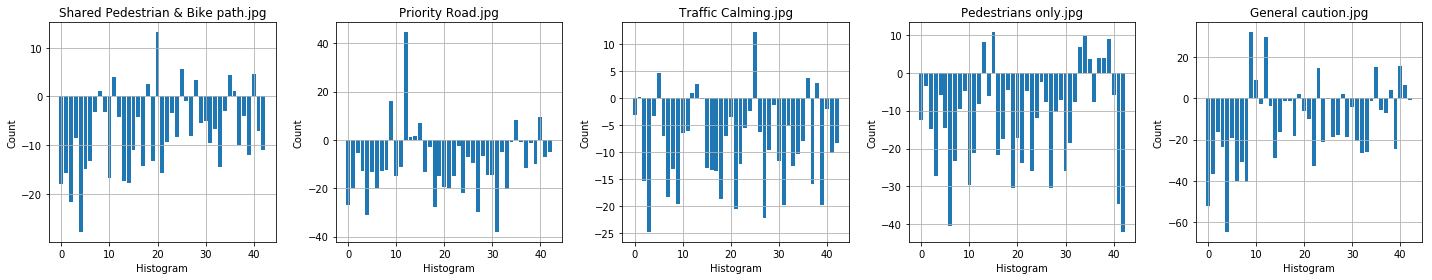 Shared Pedestrian & Bike path.jpg
10
0
−10
−20
Count
0 10 20 30 40
Histogram
Priority Road.jpg
40
20
0
−20
−40
Count
0 10 20 30 40
Histogram
Traffic Calming.jpg
10
5
0
−5
−10
−15
−20
−25
Count
0 10 20 30 40
Histogram
Pedestrians only.jpg
10
0
−10
−20
−30
−40
Count
0 10 20 30 40
Histogram
General caution.jpg
20
0
−20
−40
−60
Count
0 10 20 30 40
Histogram